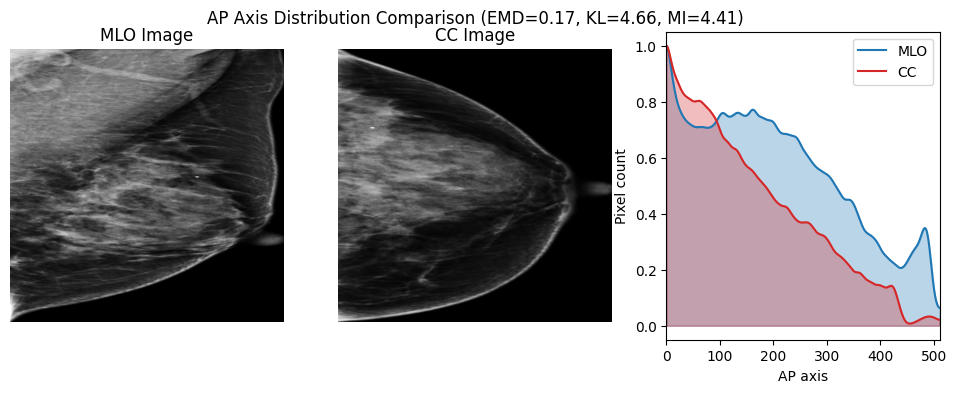 AP Axis Distribution Comparison (EMD=0.17, KL=4.66, MI=4.41)
MLO Image
CC Image
MLO
CC
Pixel count
1.0
0.8
0.6
0.4
0.2
0.0
0 100 200 300 400 500
AP axis